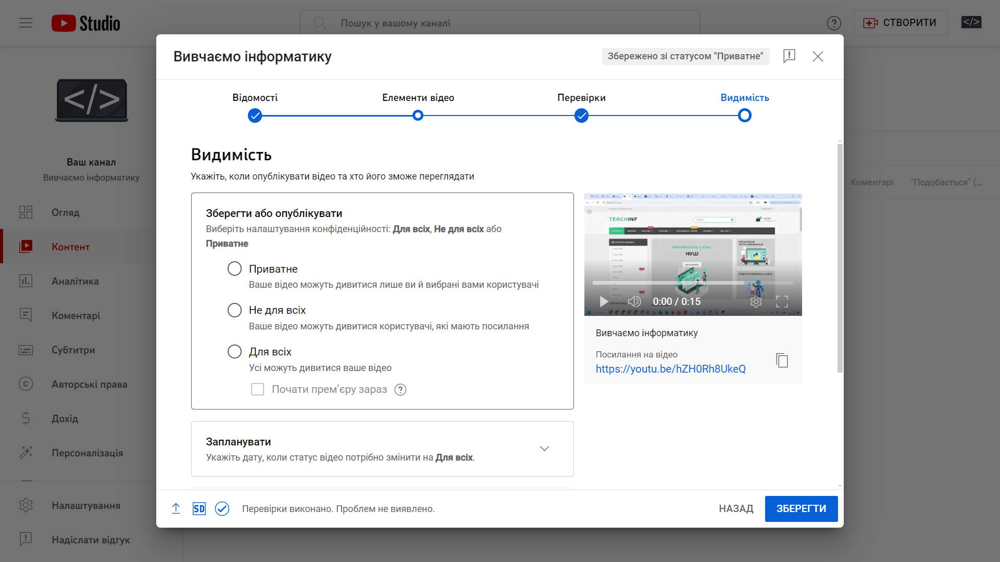 Studio
Пошук у вашому каналі
СТВОРИТИ
Вивчаємо інформатику
Збережено зі статусом "Приватне"
Відомості
Елементи відео
Перевірки
Видимість
Ваш канал
Вивчаємо інформатику
Огляд
Контент
Аналітика
Коментарі
Субтитри
Авторські права
Дохід
Персоналізація
Налаштування
Надіслати відгук
Видимість
Укажіть, коли опублікувати відео та хто його зможе переглядати
Зберегти або опублікувати
Виберіть налаштування конфіденційності: Для всіх, Не для всіх або
Приватне
Приватне
Ваше відео можуть дивитися лише ви й вибрані вами користувачі
Не для всіх
Ваше відео можуть дивитися користувачі, які мають посилання
Для всіх
Усі можуть дивитися ваше відео
Почати прем’єру зараз
Запланувати
Укажіть дату, коли статус відео потрібно змінити на Для всіх.
TEACHINF
ІНФОРМАТИКА 6 КЛАС
НУШ
0:00 / 0:15
Вивчаємо інформатику
Посилання на відео
https://youtu.be/hZH0Rh8UkeQ
Коментарі
"Подобається" (...
SD
Перевірки виконано. Проблем не виявлено.
НАЗАД
ЗБЕРЕГТИ